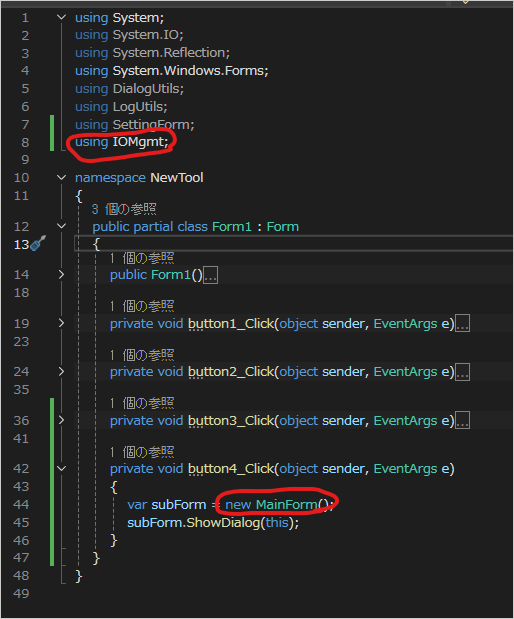 1 using System;
2 using System.IO;
3 using System.Reflection;
4 using System.Windows.Forms;
5 using DialogUtils;
6 using LogUtils;
7 using SettingForm;
8 using IOMgmt;
9
10 namespace NewTool
11 {
3 個の参照
12 public partial class Form1 : Form
13 {
1 個の参照
14 public Form1()...
18
1 個の参照
19 private void button1_Click(object sender, EventArgs e)...
23
1 個の参照
24 private void button2_Click(object sender, EventArgs e)...
35
1 個の参照
36 private void button3_Click(object sender, EventArgs e)...
41
1 個の参照
42 private void button4_Click(object sender, EventArgs e)
43 {
44 var subForm = new MainForm();
45 subForm.ShowDialog(this);
46 }
47 }
48 }
49